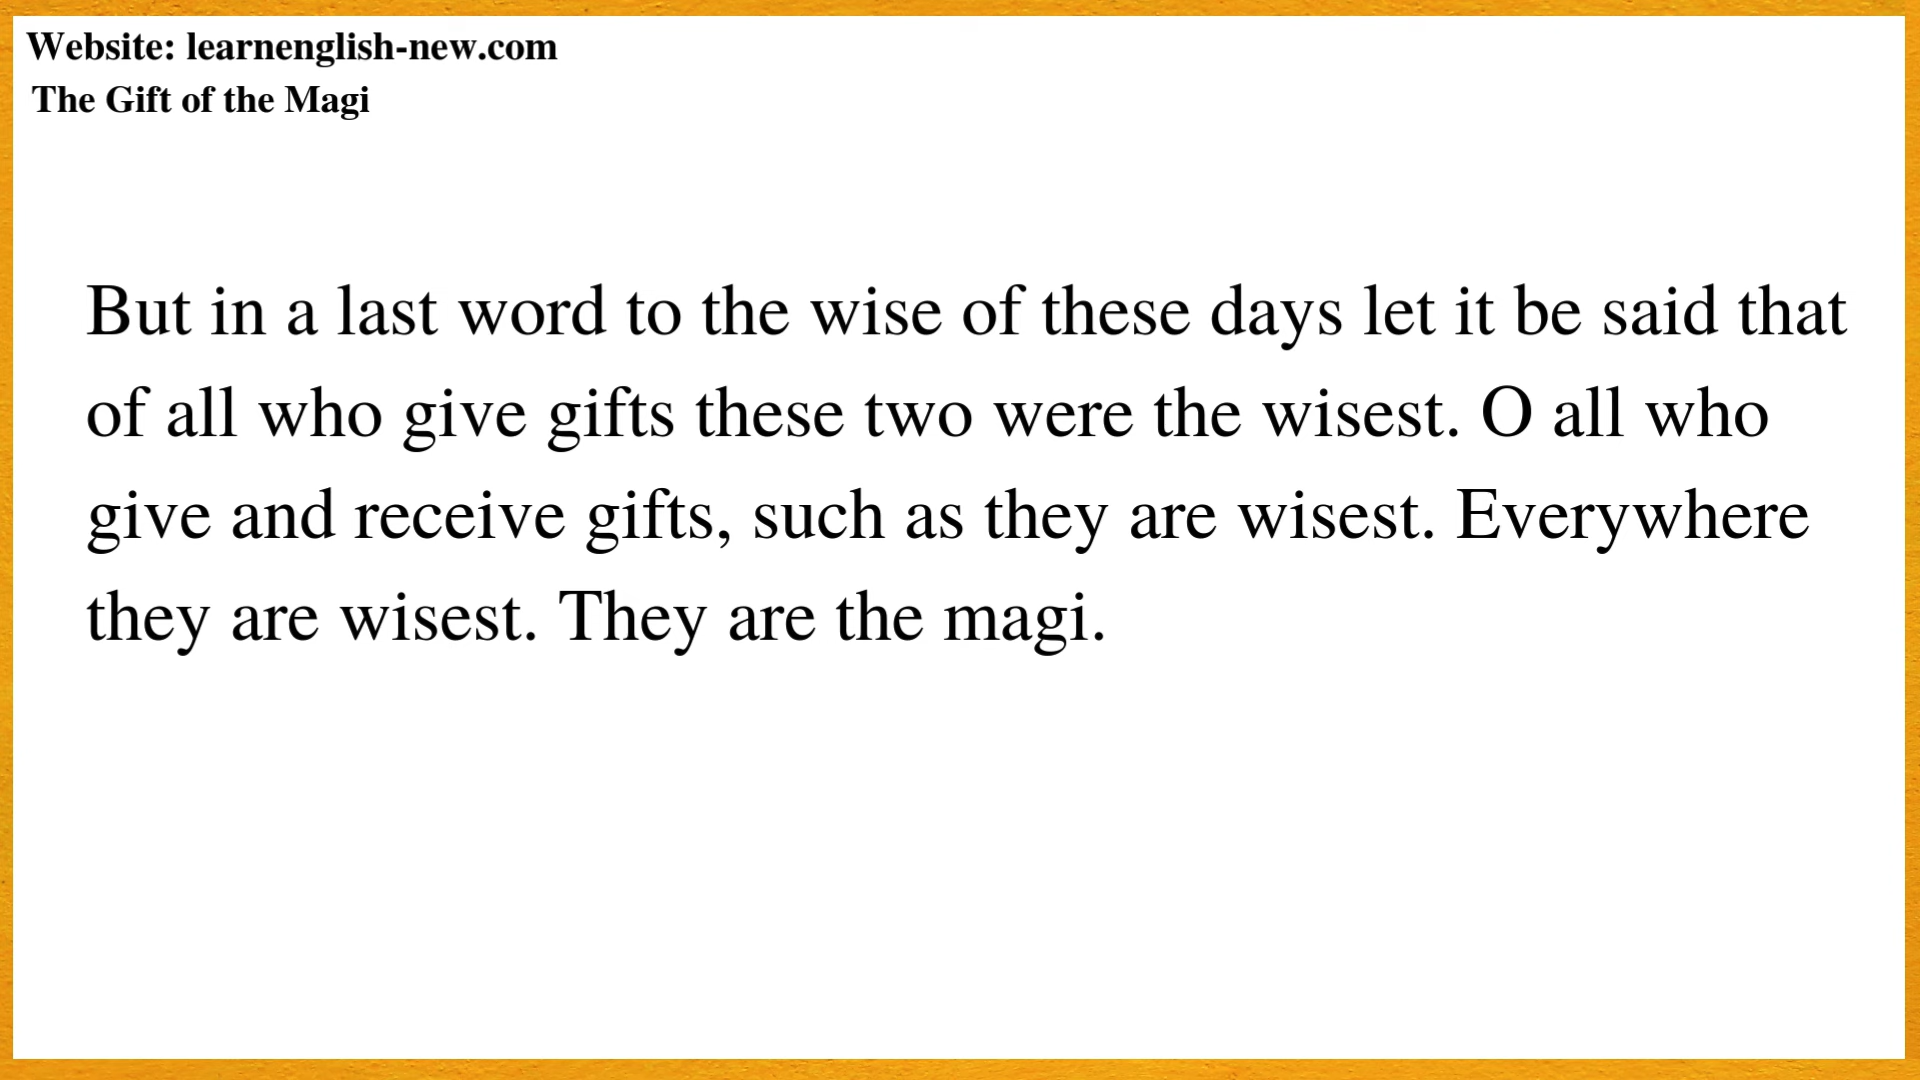 Website: learnenglish-new.com
The Gift of the Magi
But in a last word to the wise of these days let it be said that
of all who give gifts these two were the wisest. O all who
give and receive gifts, such as they are wisest. Everywhere
they are wisest. They are the magi.